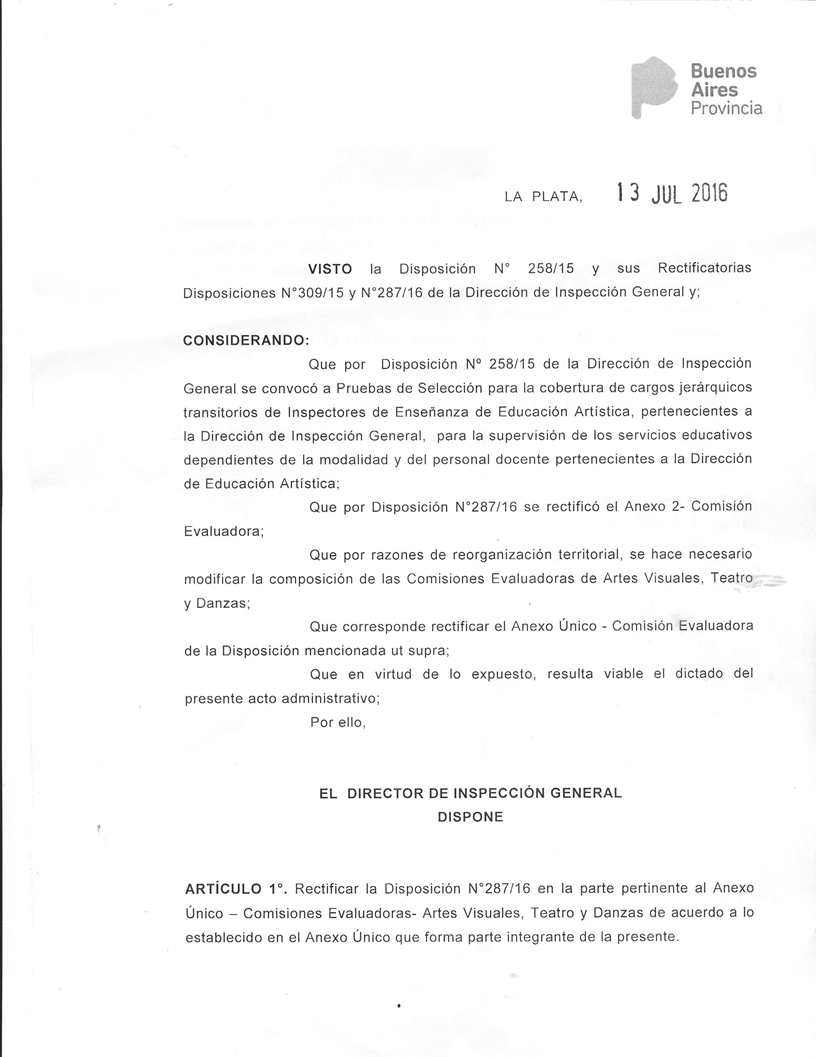 Buenos
Aires
Provincia
LA PLATA, 13 JUL 2016
VISTO la Disposición N° 258/15 y sus Rectificatorias
Disposiciones N°309/15 y N°287/16 de la Dirección de Inspección General y;
CONSIDERANDO:
Que por Disposición Nº 258/15 de la Dirección de Inspección
General se convocó a Pruebas de Selección para la cobertura de cargos jerárquicos
transitorios de Inspectores de Enseñanza de Educación Artística, pertenecientes a
la Dirección de Inspección General, para la supervisión de los servicios educativos
dependientes de la modalidad y del personal docente pertenecientes a la Dirección
de Educación Artística;
Que por Disposición N°287/16 se rectificó el Anexo 2- Comisión
Evaluadora;
Que por razones de reorganización territorial, se hace necesario
modificar la composición de las Comisiones Evaluadoras de Artes Visuales, Teatro
y Danzas;
Que corresponde rectificar el Anexo Único - Comisión Evaluadora
de la Disposición mencionada ut supra;
Que en virtud de lo expuesto, resulta viable el dictado del
presente acto administrativo;
Por ello,
EL DIRECTOR DE INSPECCIÓN GENERAL
DISPONE
ARTÍCULO 1º. Rectificar la Disposición N°287/16 en la parte pertinente al Anexo
Único – Comisiones Evaluadoras- Artes Visuales, Teatro y Danzas de acuerdo a lo
establecido en el Anexo Único que forma parte integrante de la presente.